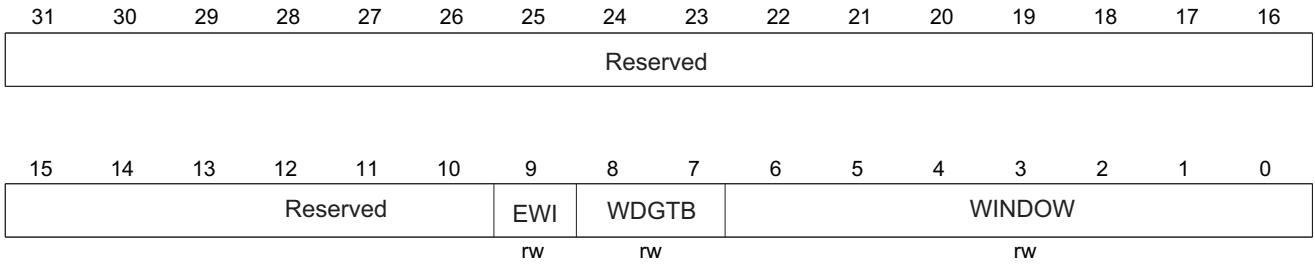 31 30 29 28 27 26 25 24 23 22 21 20 19 18 17 16
Reserved
15 14 13 12 11 10 9 8 7 6 5 4 3 2 1 0
Reserved EWI WDGTB WINDOW
rw rw rw